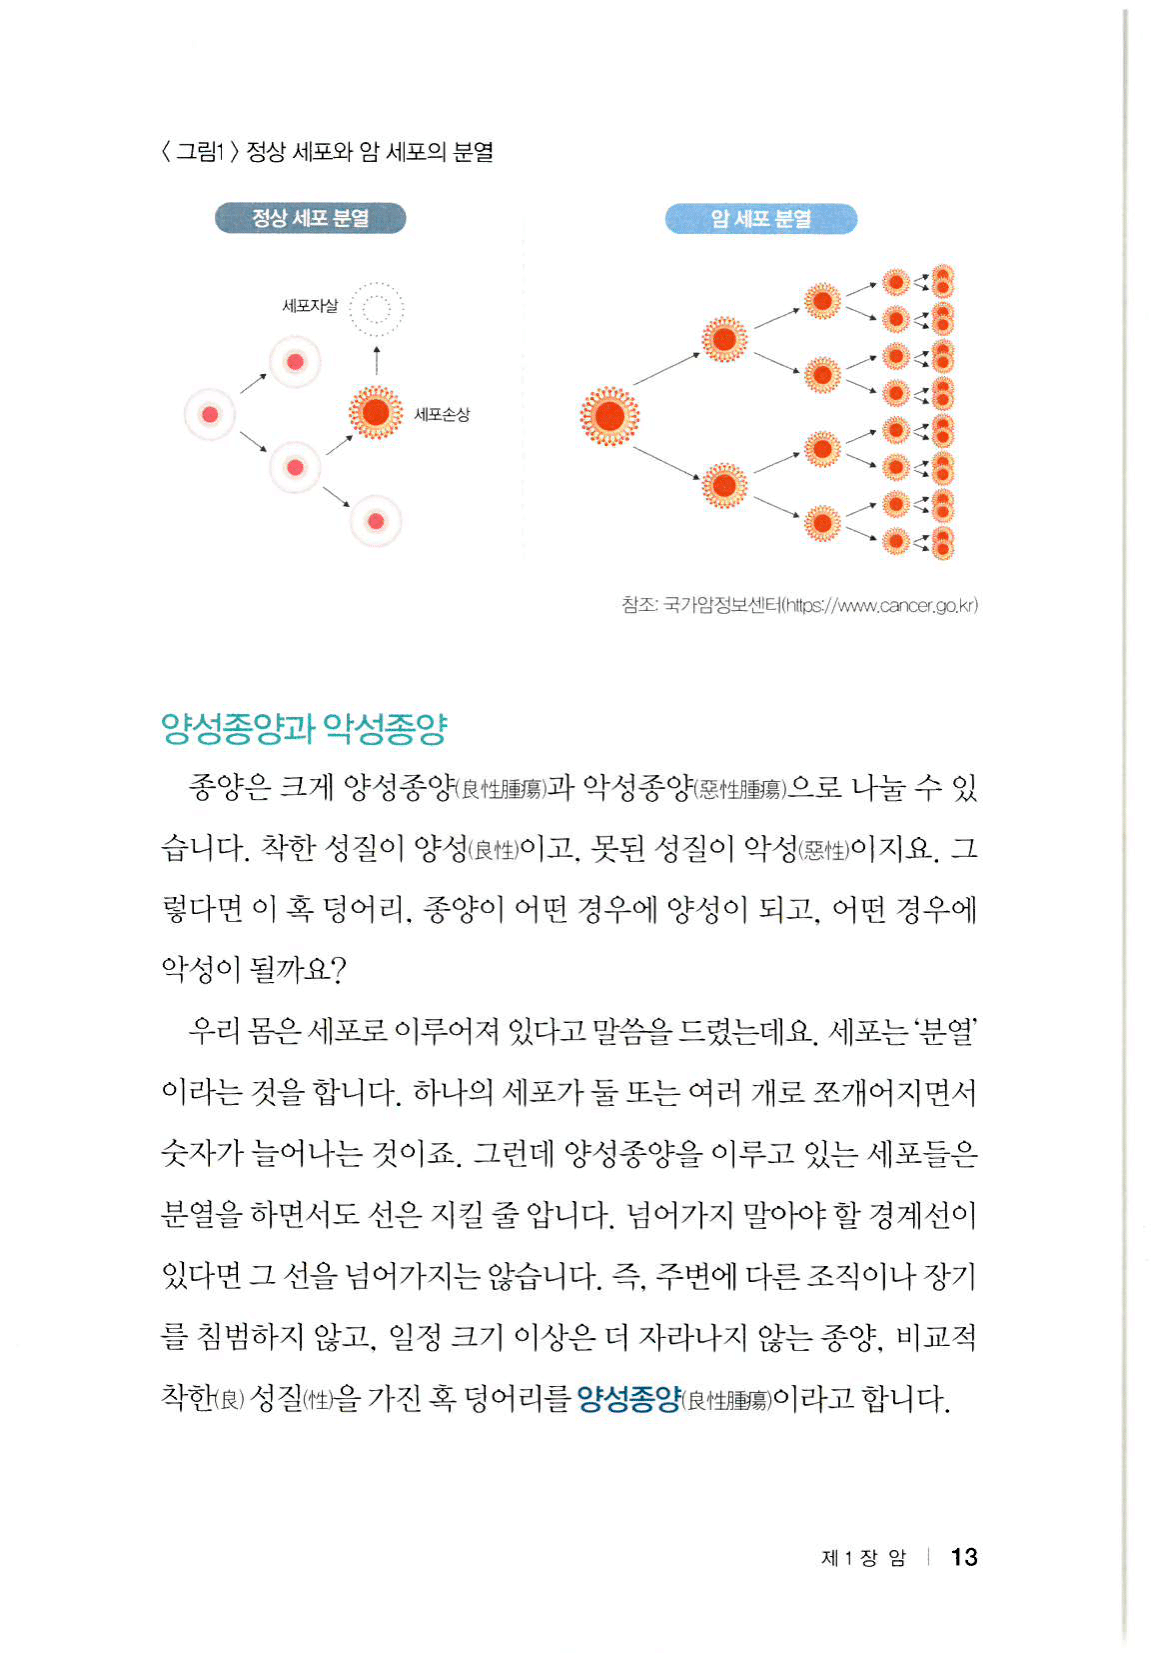 〈 그림1 〉 정상 세포와 암 세포의 분열
정상 세포 분열
암 세포 분열
세포자살
세포손상
참조: 국가암정보센터(https://www.cancer.go.kr)
양성종양과 악성종양
종양은 크게 양성종양(良性腫瘍)과 악성종양(惡性腫瘍)으로 나눌 수 있
습니다. 착한 성질이 양성(良性)이고, 못된 성질이 악성(惡性)이지요. 그
렇다면 이 혹 덩어리, 종양이 어떤 경우에 양성이 되고, 어떤 경우에
악성이 될까요?
우리 몸은 세포로 이루어져 있다고 말씀을 드렸는데요. 세포는 ‘분열’
이라는 것을 합니다. 하나의 세포가 둘 또는 여러 개로 쪼개어지면서
숫자가 늘어나는 것이죠. 그런데 양성종양을 이루고 있는 세포들은
분열을 하면서도 선은 지킬 줄 압니다. 넘어가지 말아야 할 경계선이
있다면 그 선을 넘어가지는 않습니다. 즉, 주변에 다른 조직이나 장기
를 침범하지 않고, 일정 크기 이상은 더 자라나지 않는 종양, 비교적
착한(良) 성질(性)을 가진 혹 덩어리를 양성종양(良性腫瘍)이라고 합니다.
제1장 암 | 13